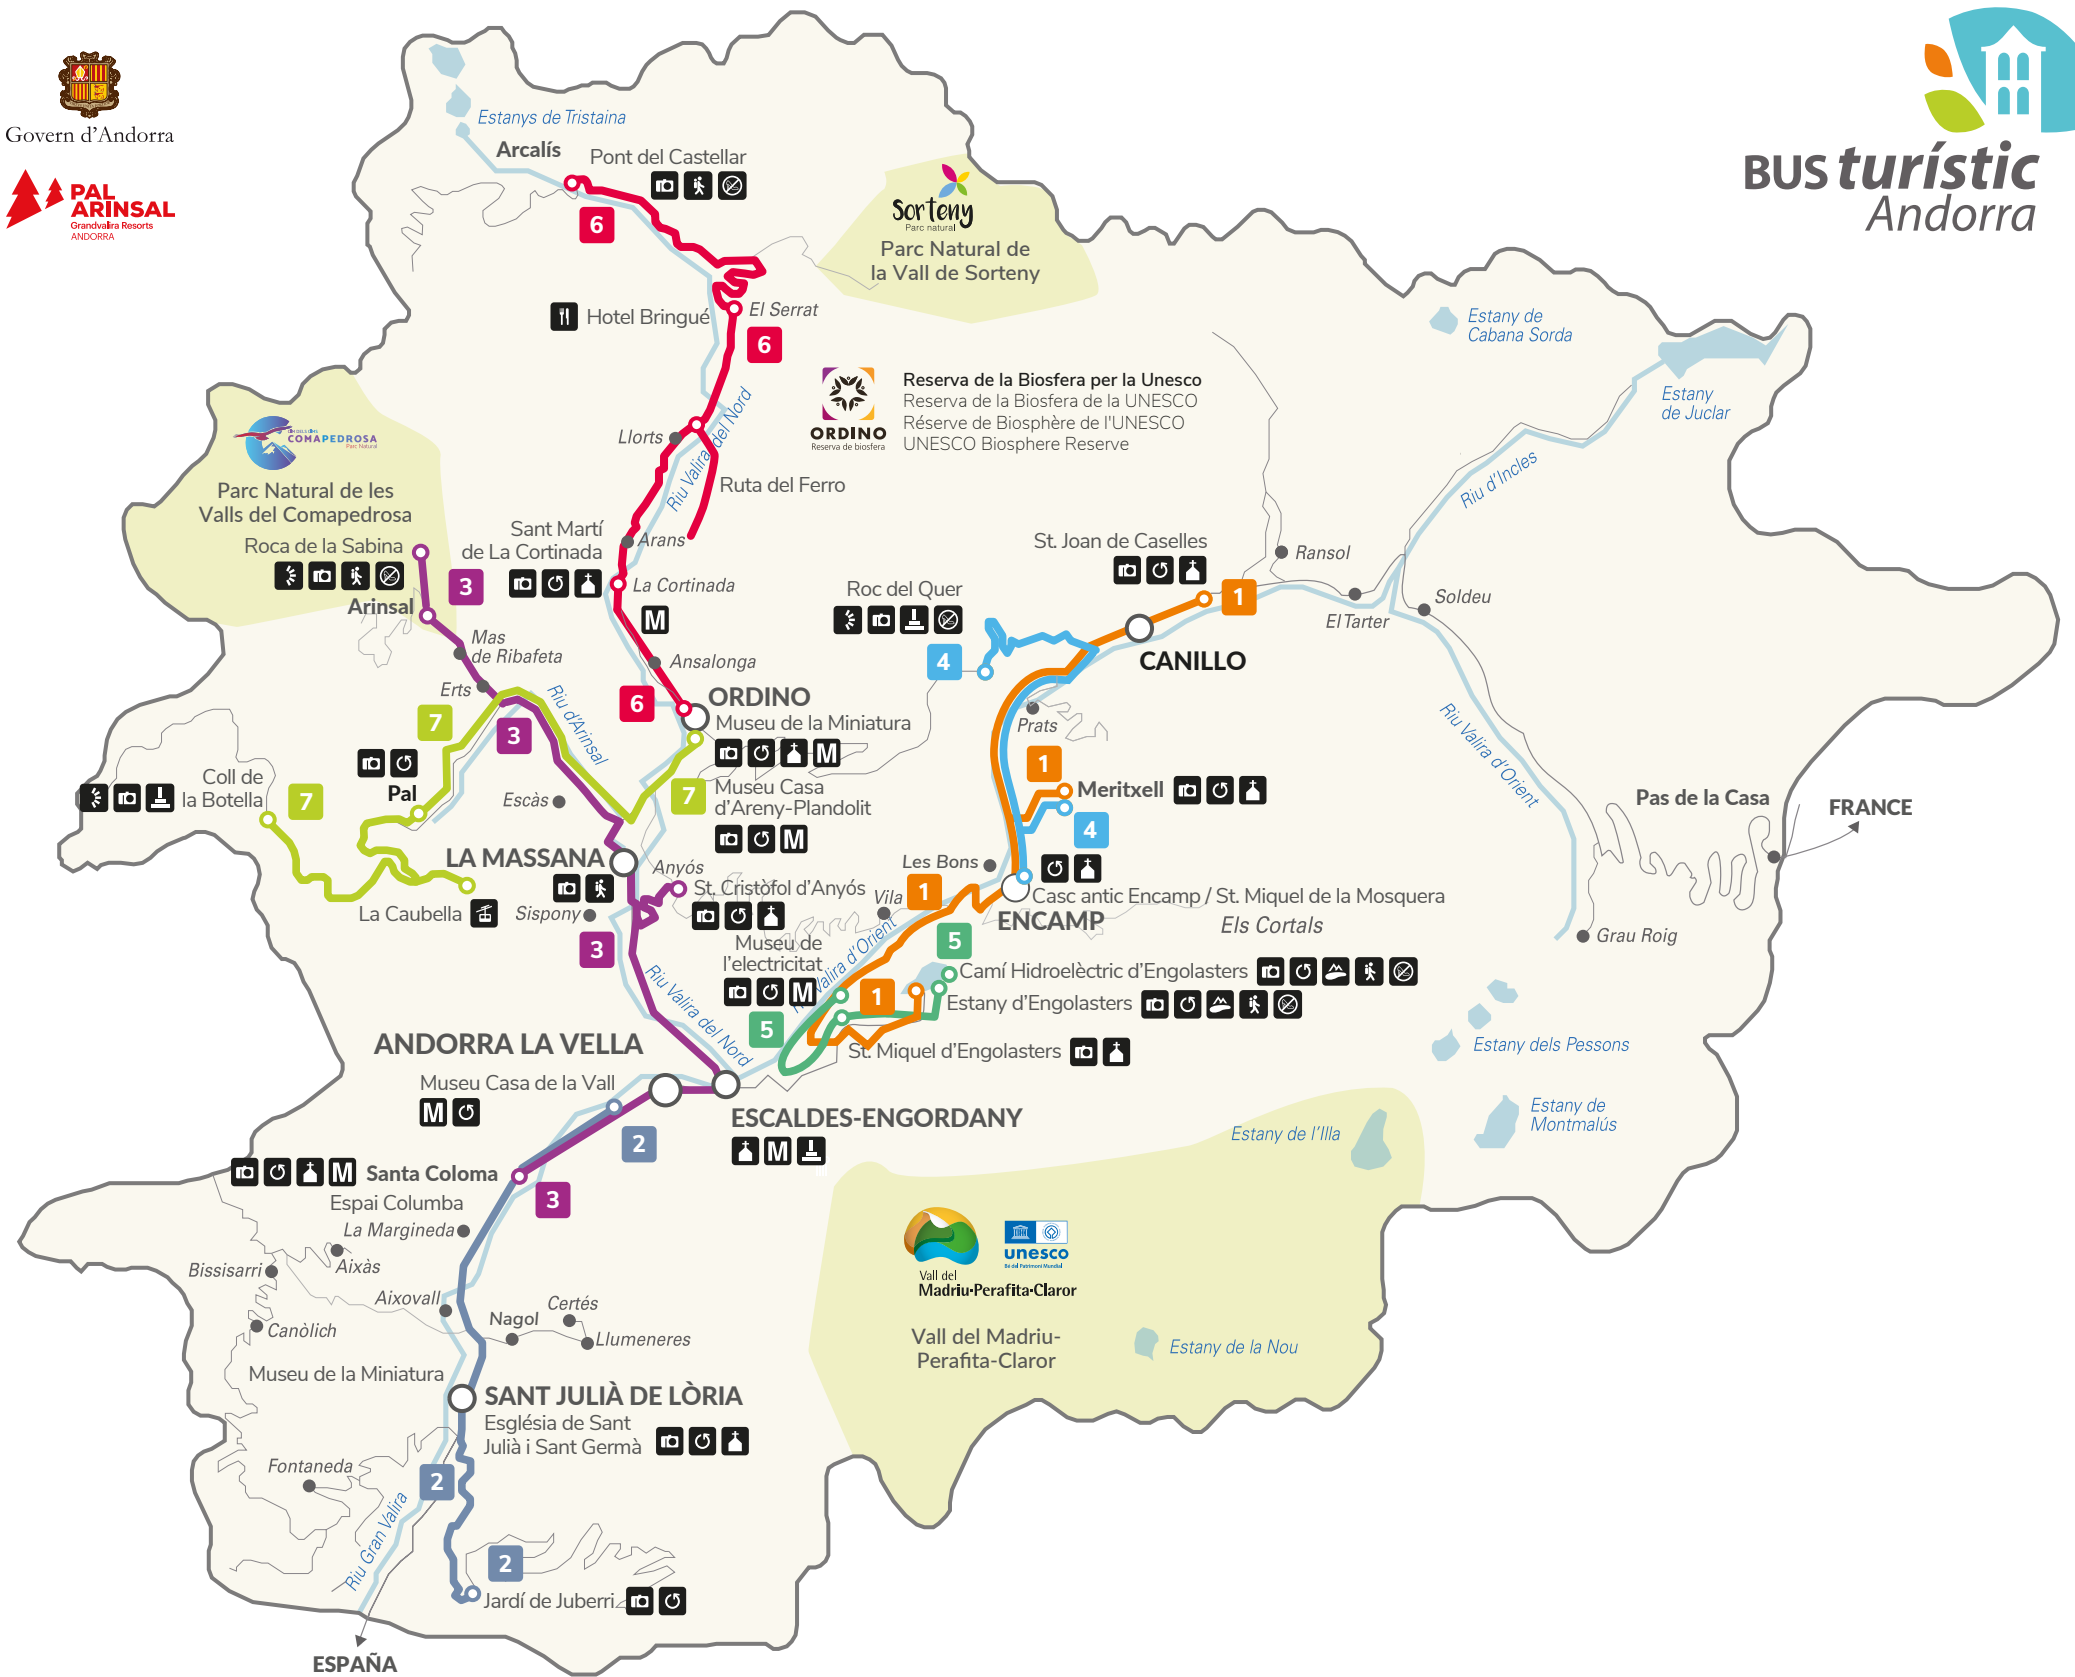 Govern d'Andorra
PAL
ARINSAL
Grandvalira Resorts
ANDORRA
BUS turístic
Andorra
Estanys de Tristaina
Arcalís
Pont del Castellar
6
Sorteny
Parc natural
Parc Natural de
la Vall de Sorteny
Hotel Bringué
El Serrat
6
Estany de
Cabana Sorda
Estany
de Juclar
ORDINO
Reserva de biosfera
Reserva de la Biosfera per la Unesco
Reserva de la Biosfera de la UNESCO
Réserve de Biosphère de l'UNESCO
UNESCO Biosphere Reserve
COMAPEDROSA
Parc Natural
Parc Natural de les
Valls del Comapedrosa
Llorts
Riu Valira del Nord
Ruta del Ferro
Riu d'Incles
Roca de la Sabina
3
Arinsal
Sant Martí
de La Cortinada
Arans
La Cortinada
M
St. Joan de Caselles
1
Ransol
El Tarter
Soldeu
Roc del Quer
4
CANILLO
Mas
de Ribafeta
Erts
Riu d'Arinsal
Ansalonga
6
ORDINO
Museu de la Miniatura
M
Prats
Riu Valira d'Orient
7
3
Pal
Coll de
la Botella
7
Escàs
7
Museu Casa
d'Areny-Plandolit
M
1
Meritxell
4
Pas de la Casa
FRANCE
LA MASSANA
Anyós
St. Cristòfol d'Anyós
Les Bons
Vila
1
Casc antic Encamp / St. Miquel de la Mosquera
ENCAMP
Els Cortals
Grau Roig
La Caubella
Sispony
3
Museu de
l'electricitat
M
Riu Valira d'Orient
5
Camí Hidroelèctric d'Engolasters
1
Estany d'Engolasters
5
St. Miquel d'Engolasters
Riu Valira del Nord
Estany dels Pessons
Estany de
Montmalús
Estany de l'Illa
ANDORRA LA VELLA
Museu Casa de la Vall
M
2
ESCALDES-ENGORDANY
M
M
Santa Coloma
Espai Columba
3
La Margineda
Aixàs
Bissisarri
Aixovall
Canòlich
Nagol
Certés
Llumeneres
Vall del
Madriu-Perafita-Claror
unesco
Bé del Patrimoni Mundial
Vall del Madriu-
Perafita-Claror
Estany de la Nou
Museu de la Miniatura
SANT JULIÀ DE LÒRIA
Església de Sant
Julià i Sant Germà
Fontaneda
2
Riu Gran Valira
2
Jardí de Juberri
ESPAÑA